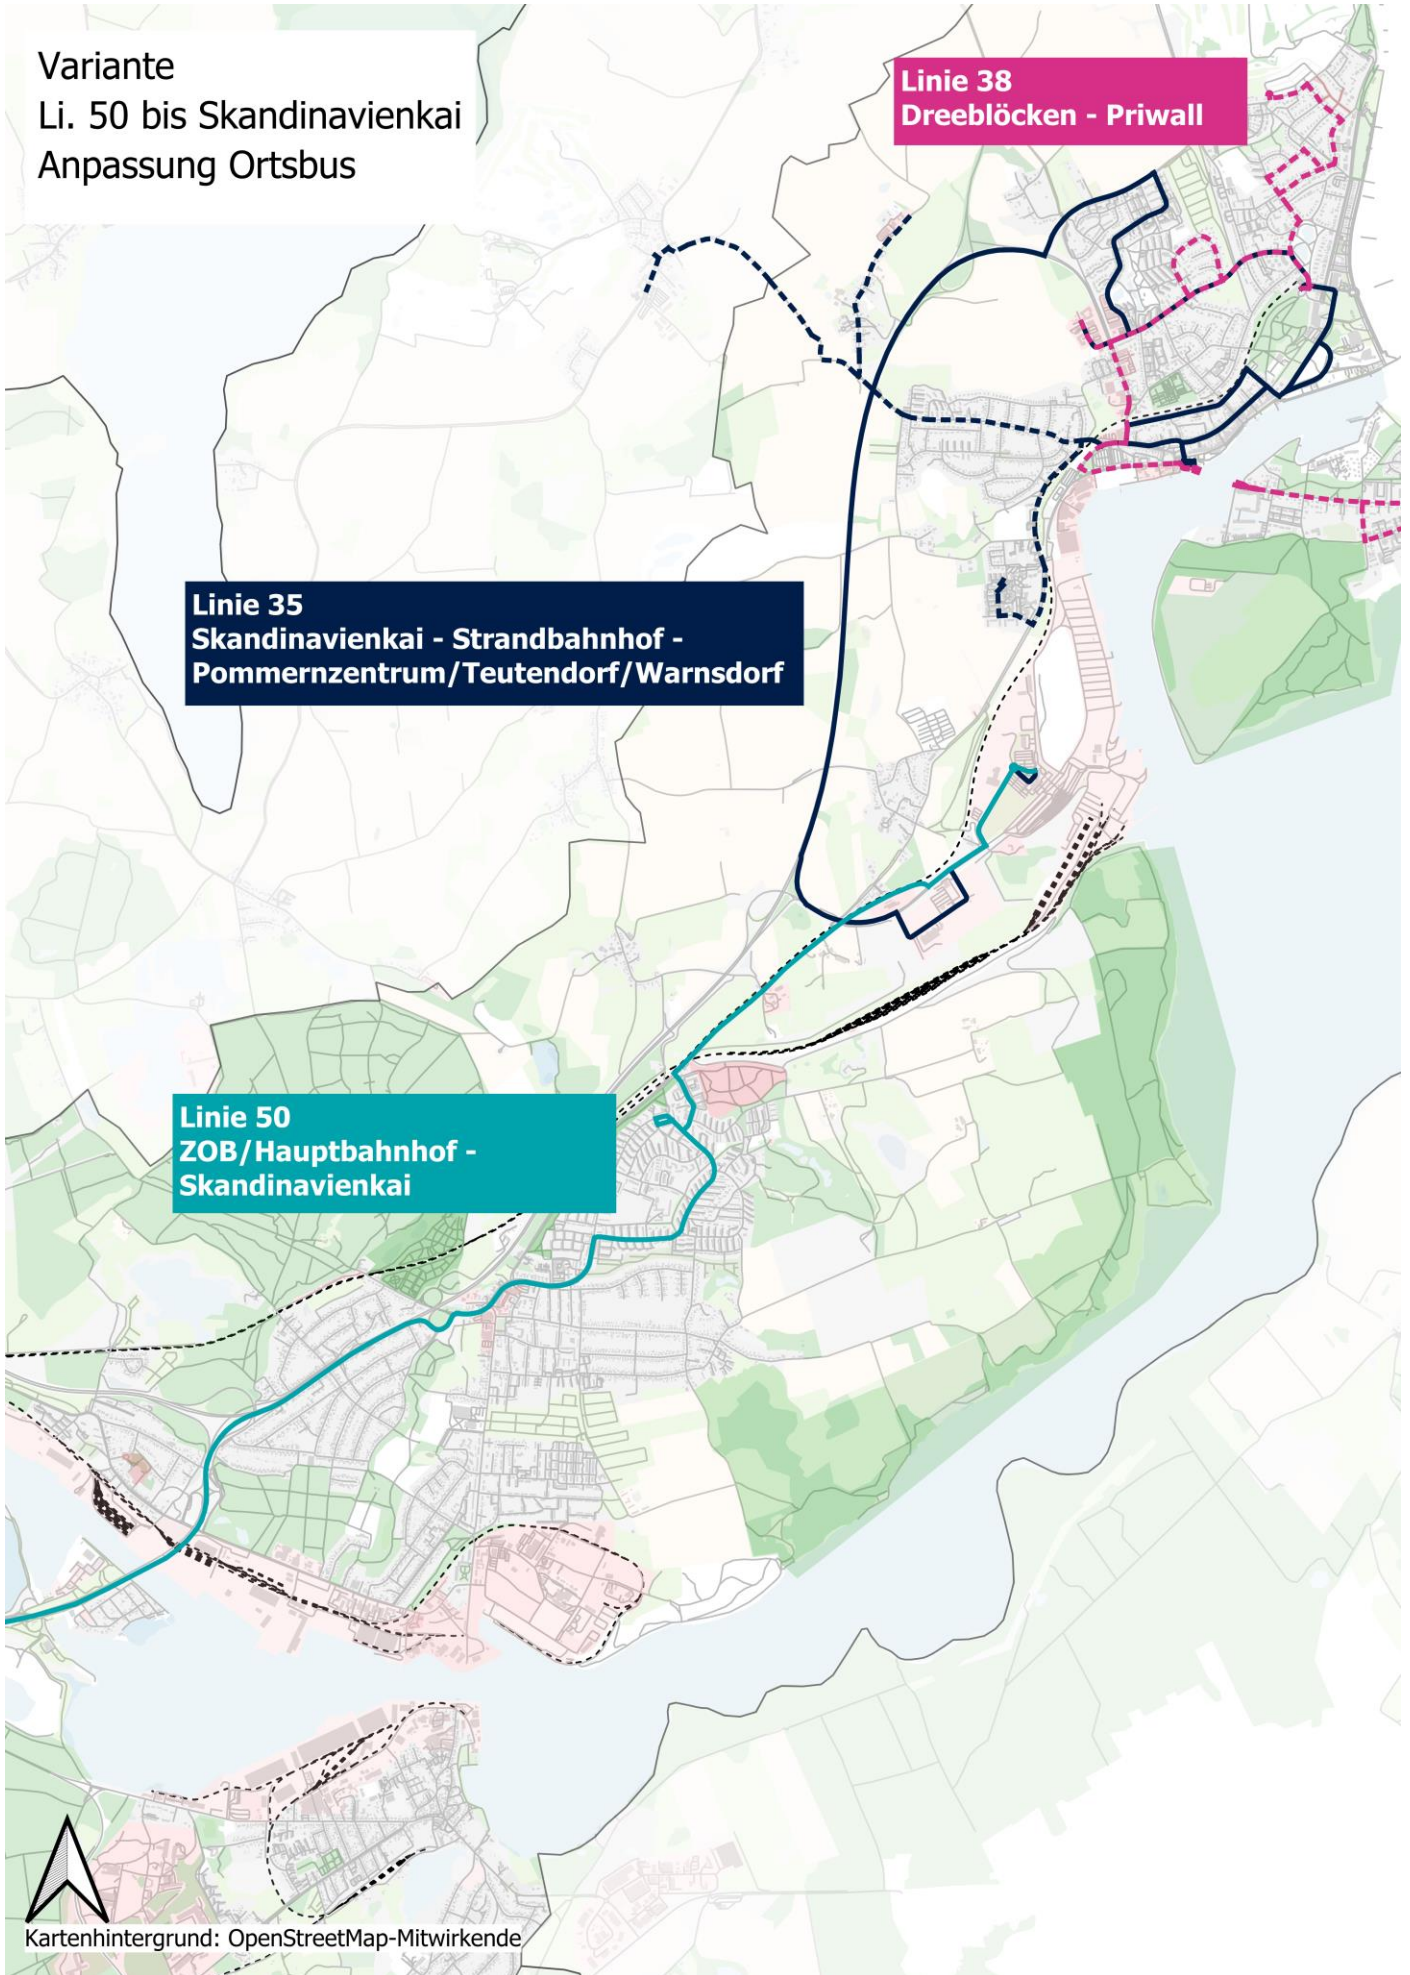 Variante
Li. 50 bis Skandinavienkai
Anpassung Ortsbus
Linie 38
Dreeblöcken - Priwall
Linie 35
Skandinavienkai - Strandbahnhof -
Pommernzentrum/Teutendorf/Warnsdorf
Linie 50
ZOB/Hauptbahnhof -
Skandinavienkai
Kartenhintergrund: OpenStreetMap-Mitwirkende